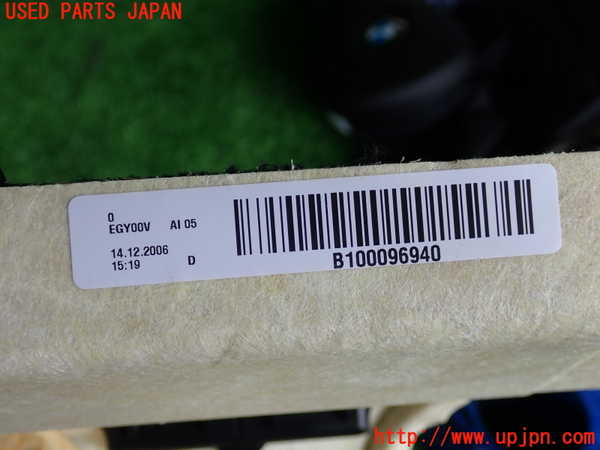 USED PARTS JAPAN
0
EGY00V AI 05
14.12.2006
15:19 D
B100096940
http://www.upjpn.com/